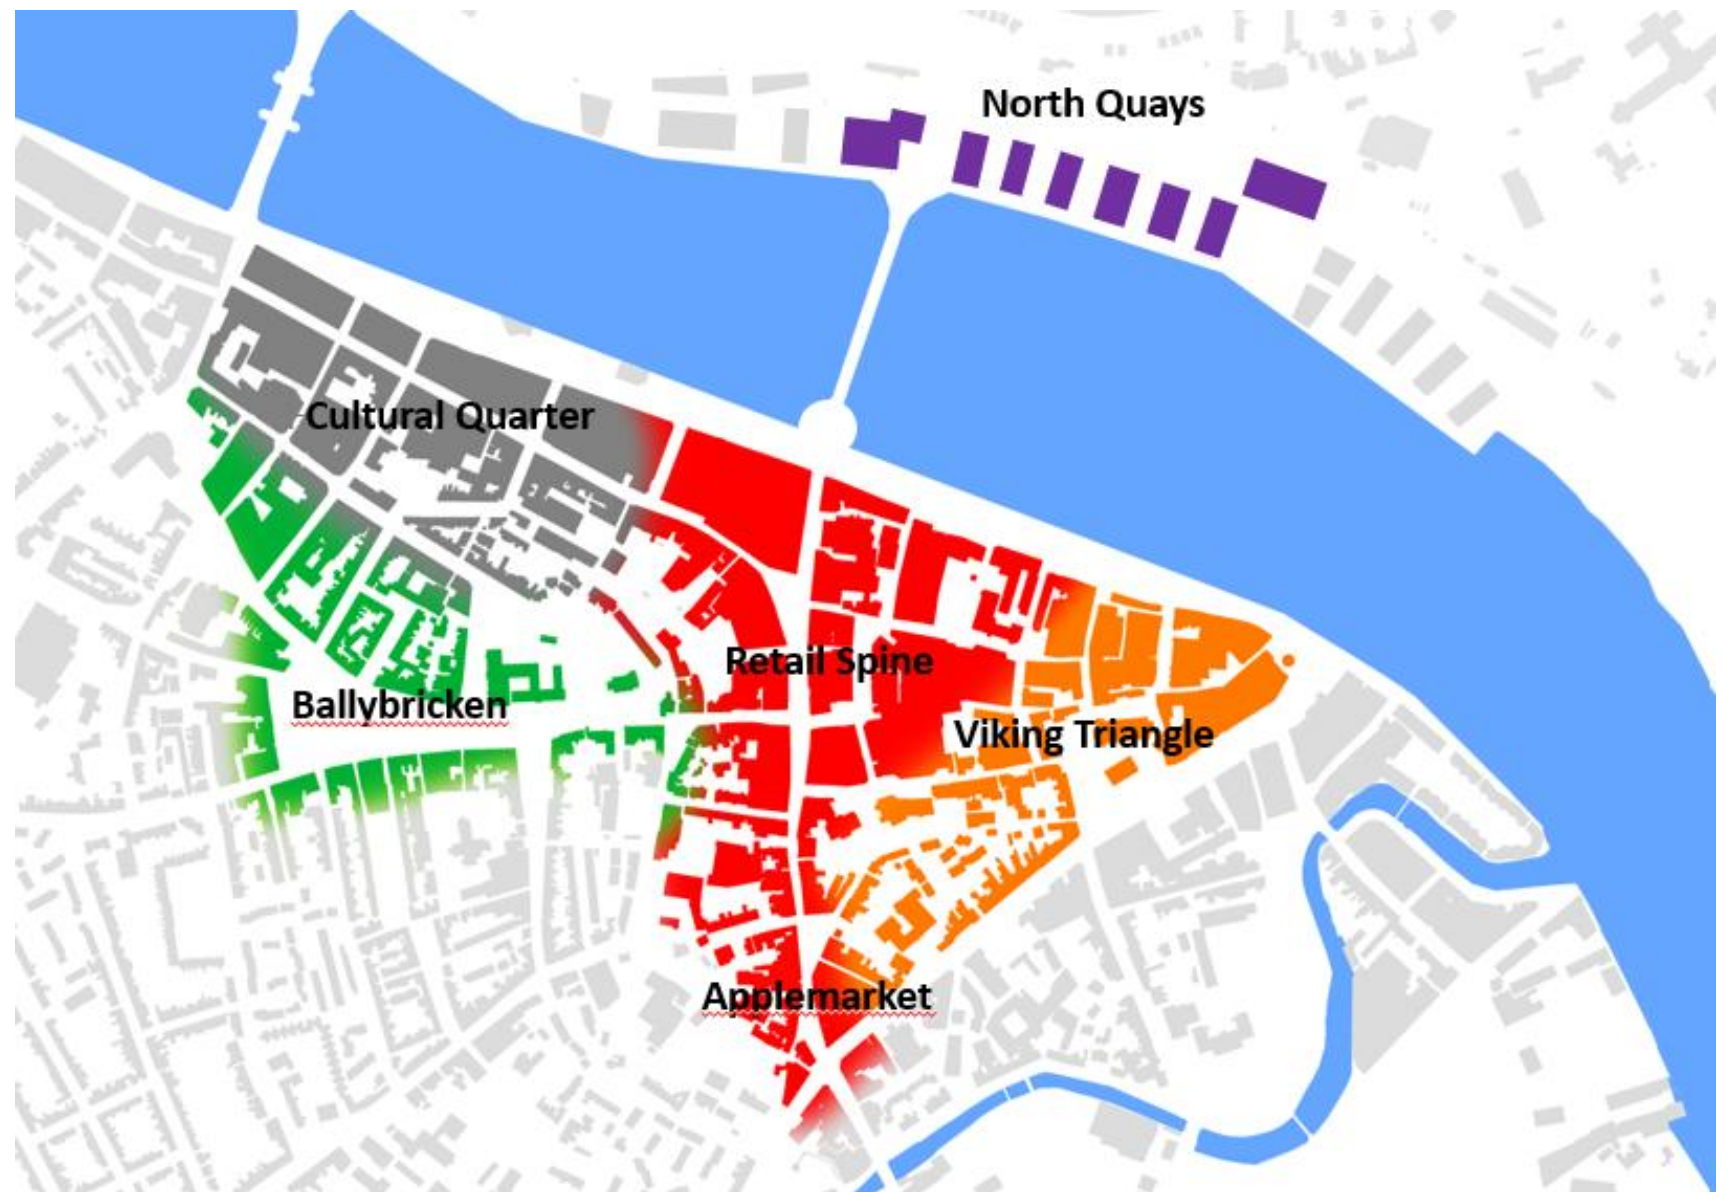 North Quays
Cultural Quarter
Retail Spine
Ballybricken
Viking Triangle
Applemarket